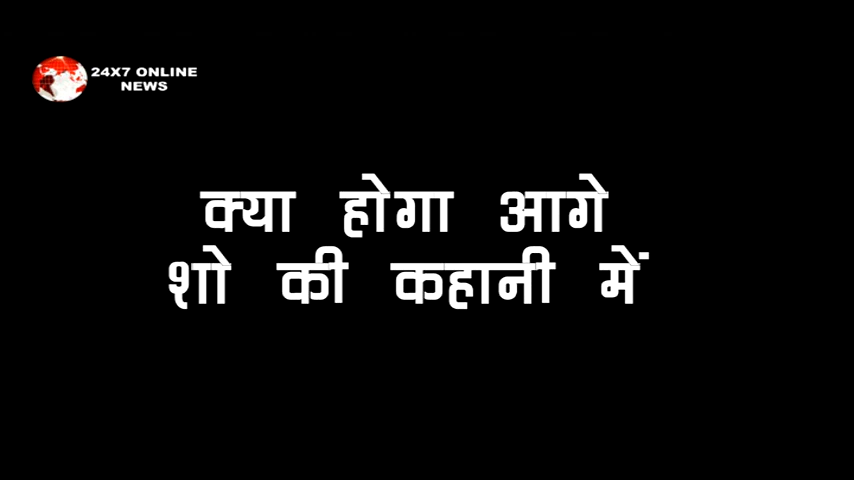 24X7 ONLINE
NEWS
क्या होगा आगे
शो की कहानी में